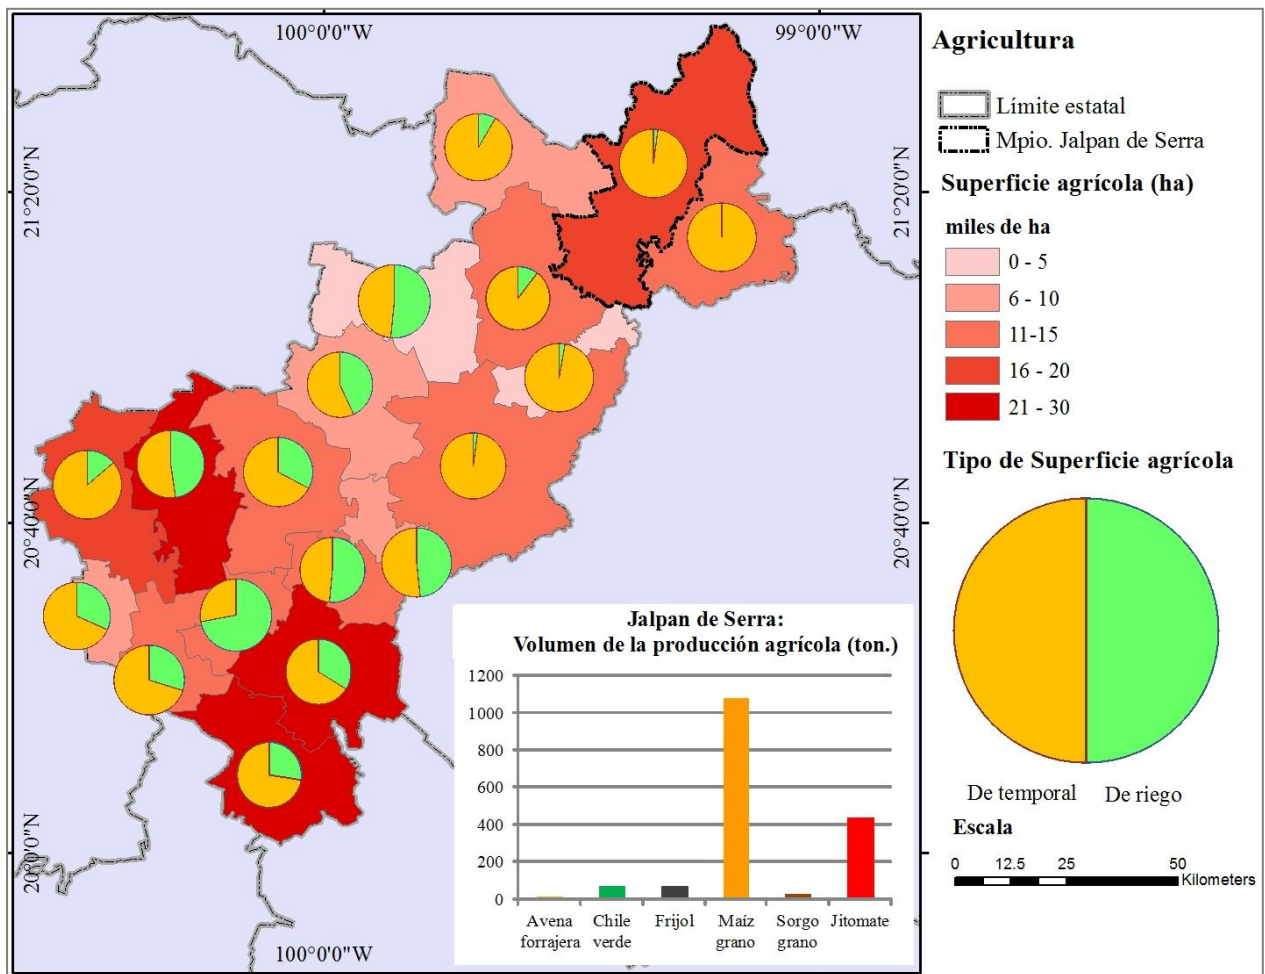 100°0'0"W
99°0'0"W
21°20'0"N
21°20'0"N
20°40'0"N
20°40'0"N
20°0'0"N
20°0'0"N
100°0'0"W
Jalpan de Serra:
Volumen de la producción agrícola (ton.)
1200
1000
800
600
400
200
0
Avena forrajera
Chile verde
Frijol
Maíz grano
Sorgo grano
Jitomate
Agricultura
Límite estatal
Mpio. Jalpan de Serra
Superficie agrícola (ha)
miles de ha
0 - 5
6 - 10
11-15
16 - 20
21 - 30
Tipo de Superficie agrícola
De temporal
De riego
Escala
0 12.5 25 50
Kilometers